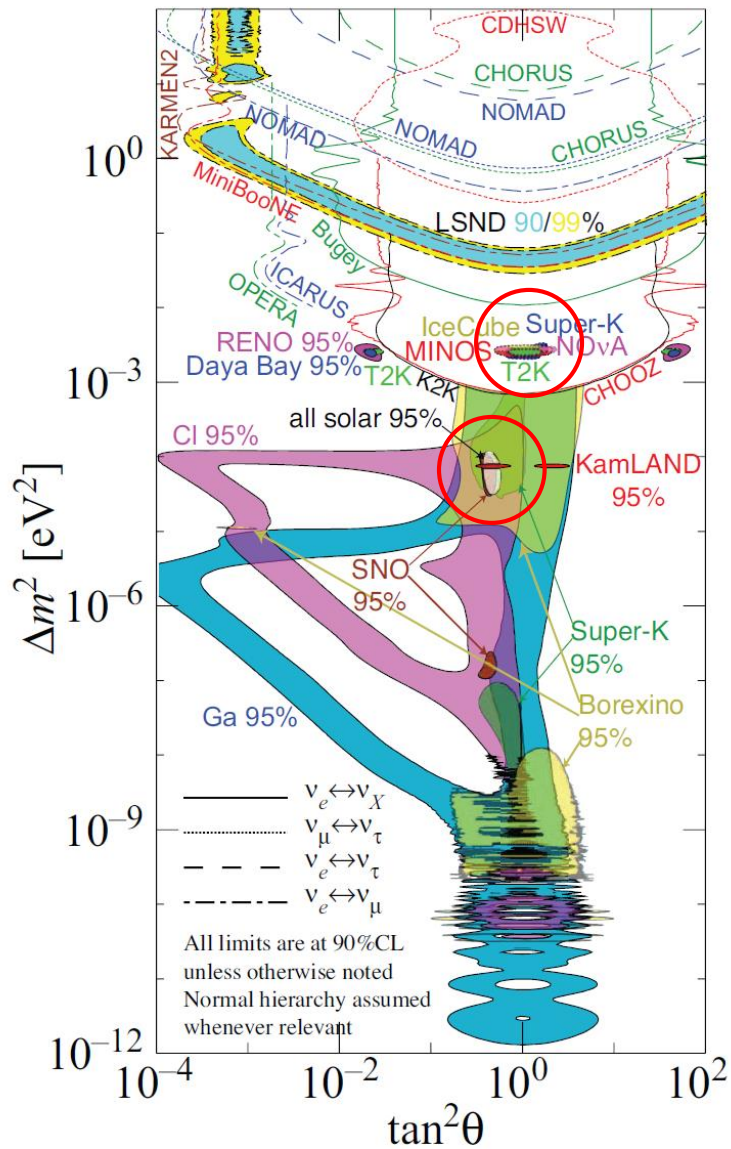 CDHSW
CHORUS
NOMAD
KARMEN2
NOMAD
NOMAD
CHORUS
10⁰
MiniBooNE
LSND 90/99%
Bugey
ICARUS
OPERA
IceCube Super-K
RENO 95%
MINOS NOνA
Daya Bay 95%
T2K
10⁻³
T2K K2K
CHOOZ
all solar 95%
Cl 95%
KamLAND
95%
SNO
95%
10⁻⁶
Super-K
95%
Ga 95%
Borexino
95%
Δm² [eV²]
νe↔νX
νμ↔ντ
10⁻⁹
νe↔ντ
νe↔νμ
All limits are at 90%CL
unless otherwise noted
Normal hierarchy assumed
whenever relevant
10⁻¹²
10⁻⁴ 10⁻² 10⁰ 10²
tan²θ